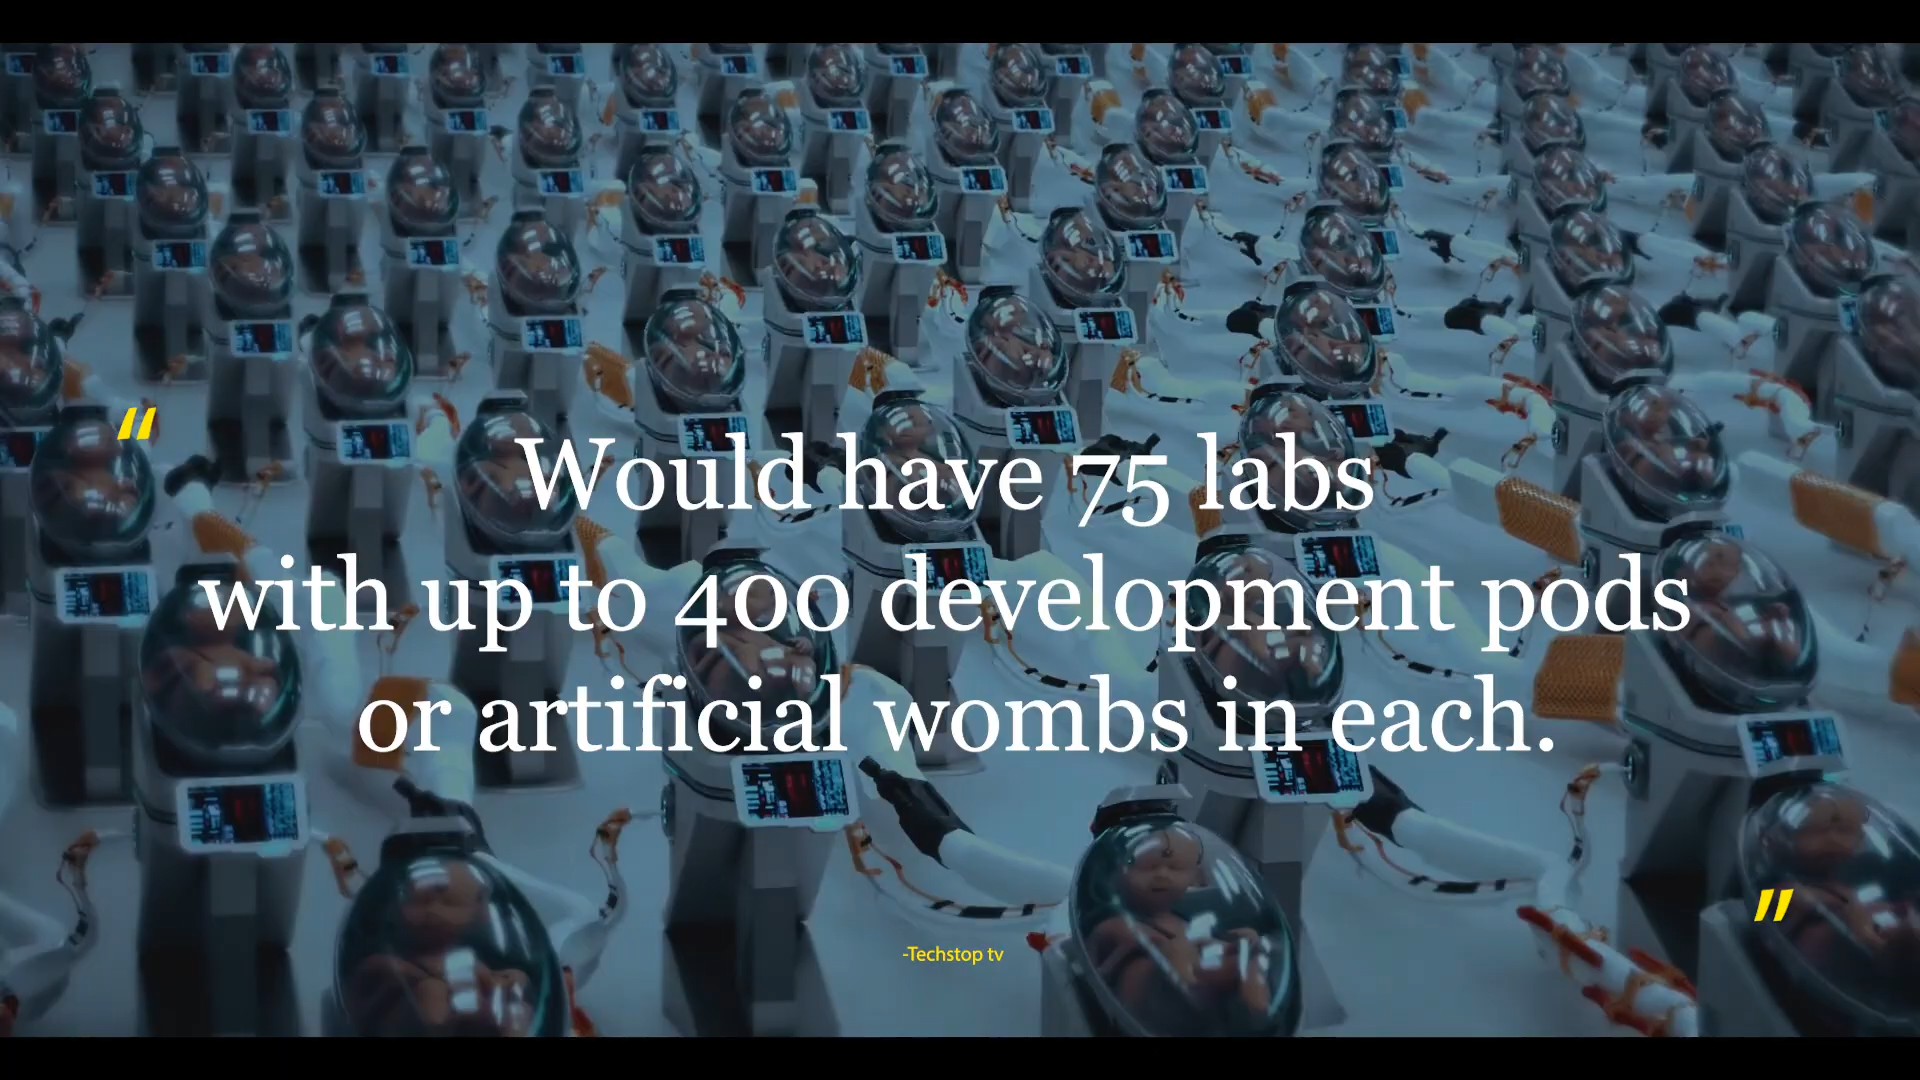 “
Would have 75 labs
with up to 400 development pods
or artificial wombs in each.
”
-Techstop tv